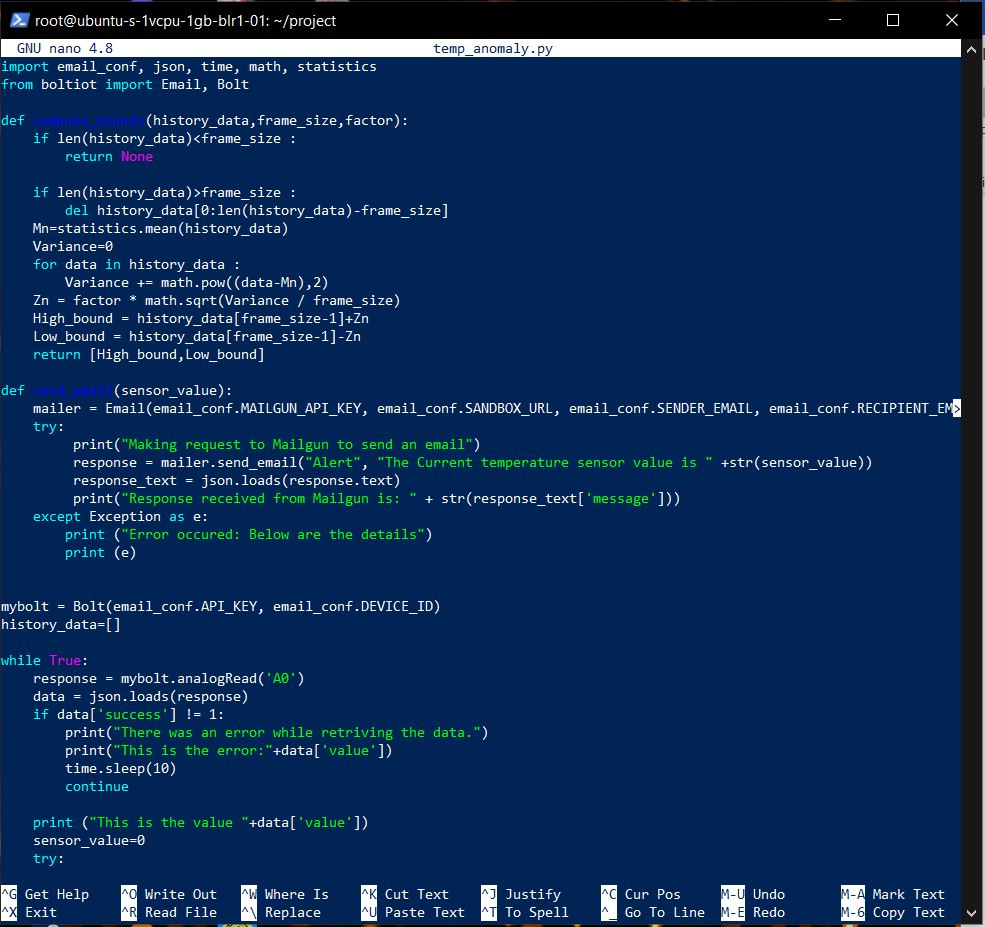 root@ubuntu-s-1vcpu-1gb-blr1-01: ~/project
GNU nano 4.8 temp_anomaly.py
import email_conf, json, time, math, statistics
from boltiot import Email, Bolt
def compute_bounds(history_data,frame_size,factor):
    if len(history_data)<frame_size :
        return None
    if len(history_data)>frame_size :
        del history_data[0:len(history_data)-frame_size]
    Mn=statistics.mean(history_data)
    Variance=0
    for data in history_data :
        Variance += math.pow((data-Mn),2)
    Zn = factor * math.sqrt(Variance / frame_size)
    High_bound = history_data[frame_size-1]+Zn
    Low_bound = history_data[frame_size-1]-Zn
    return [High_bound,Low_bound]
def send_email(sensor_value):
    mailer = Email(email_conf.MAILGUN_API_KEY, email_conf.SANDBOX_URL, email_conf.SENDER_EMAIL, email_conf.RECIPIENT_EM>
    try:
         print("Making request to Mailgun to send an email")
         response = mailer.send_email("Alert", "The Current temperature sensor value is " +str(sensor_value))
         response_text = json.loads(response.text)
         print("Response received from Mailgun is: " + str(response_text['message']))
    except Exception as e:
        print ("Error occured: Below are the details")
        print (e)
mybolt = Bolt(email_conf.API_KEY, email_conf.DEVICE_ID)
history_data=[]
while True:
    response = mybolt.analogRead('A0')
    data = json.loads(response)
    if data['success'] != 1:
        print("There was an error while retriving the data.")
        print("This is the error:"+data['value'])
        time.sleep(10)
        continue
    print ("This is the value "+data['value'])
    sensor_value=0
    try:
^G Get Help ^O Write Out ^W Where Is ^K Cut Text ^J Justify ^C Cur Pos M-U Undo M-A Mark Text
^X Exit ^R Read File ^\ Replace ^U Paste Text ^T To Spell ^_ Go To Line M-E Redo M-6 Copy Text